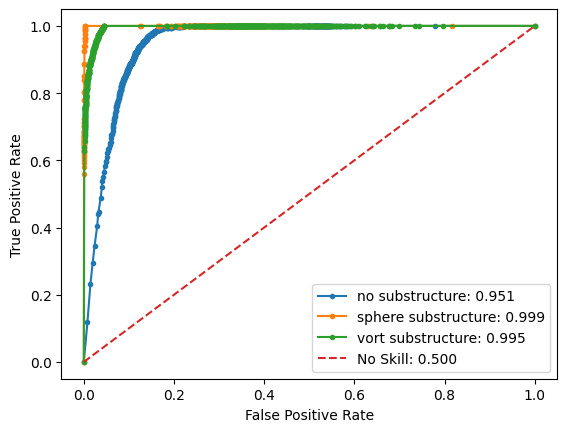 1.0
0.8
0.6
0.4
0.2
0.0
True Positive Rate
no substructure: 0.951
sphere substructure: 0.999
vort substructure: 0.995
No Skill: 0.500
0.0 0.2 0.4 0.6 0.8 1.0
False Positive Rate